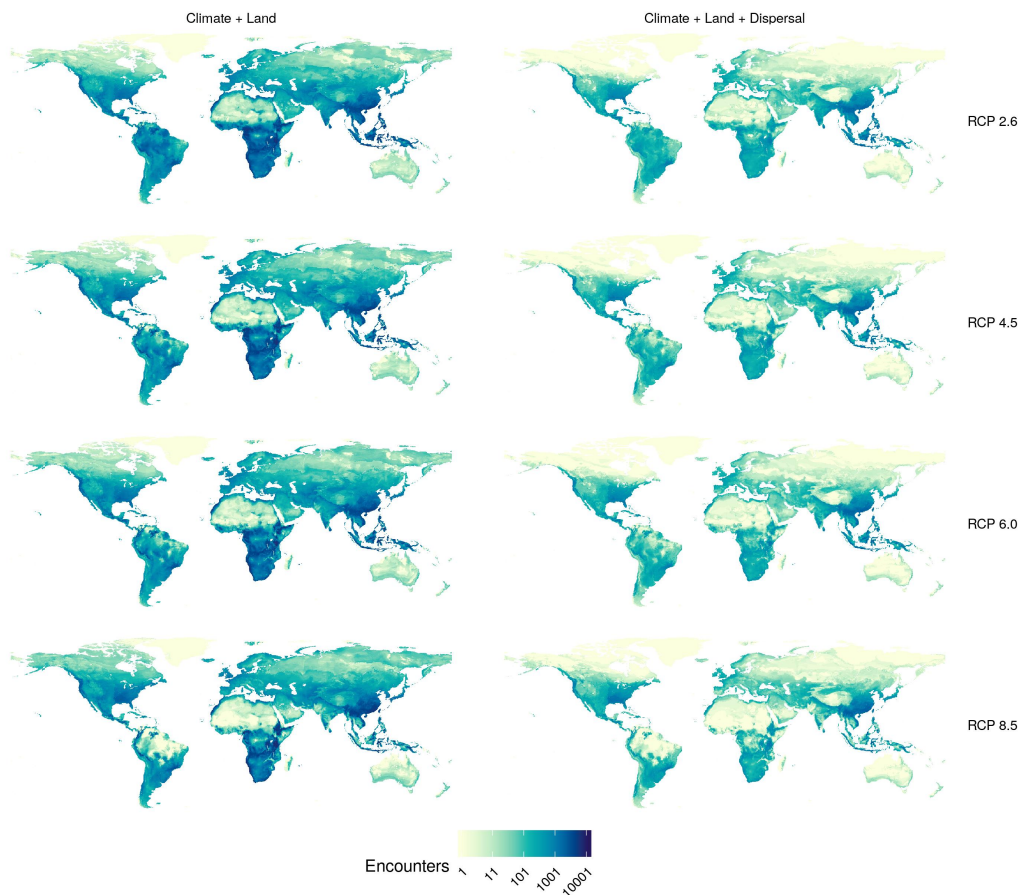 Climate + Land
Climate + Land + Dispersal
RCP 2.6
RCP 4.5
RCP 6.0
RCP 8.5
Encounters
1
11
101
1001
10001